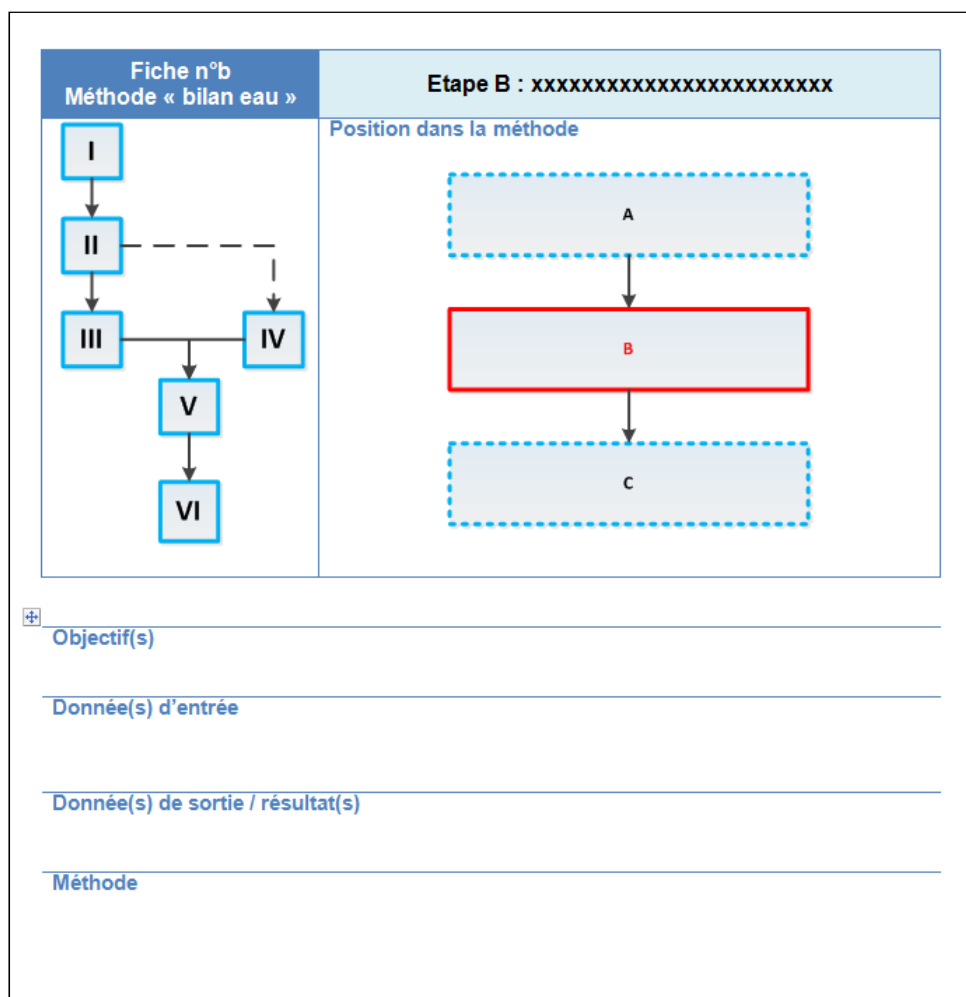 Fiche n°b
Méthode « bilan eau »
Etape B : xxxxxxxxxxxxxxxxxxxxxxxx
Position dans la méthode
I
II
III
IV
V
VI
A
B
C
Objectif(s)
Donnée(s) d'entrée
Donnée(s) de sortie / résultat(s)
Méthode